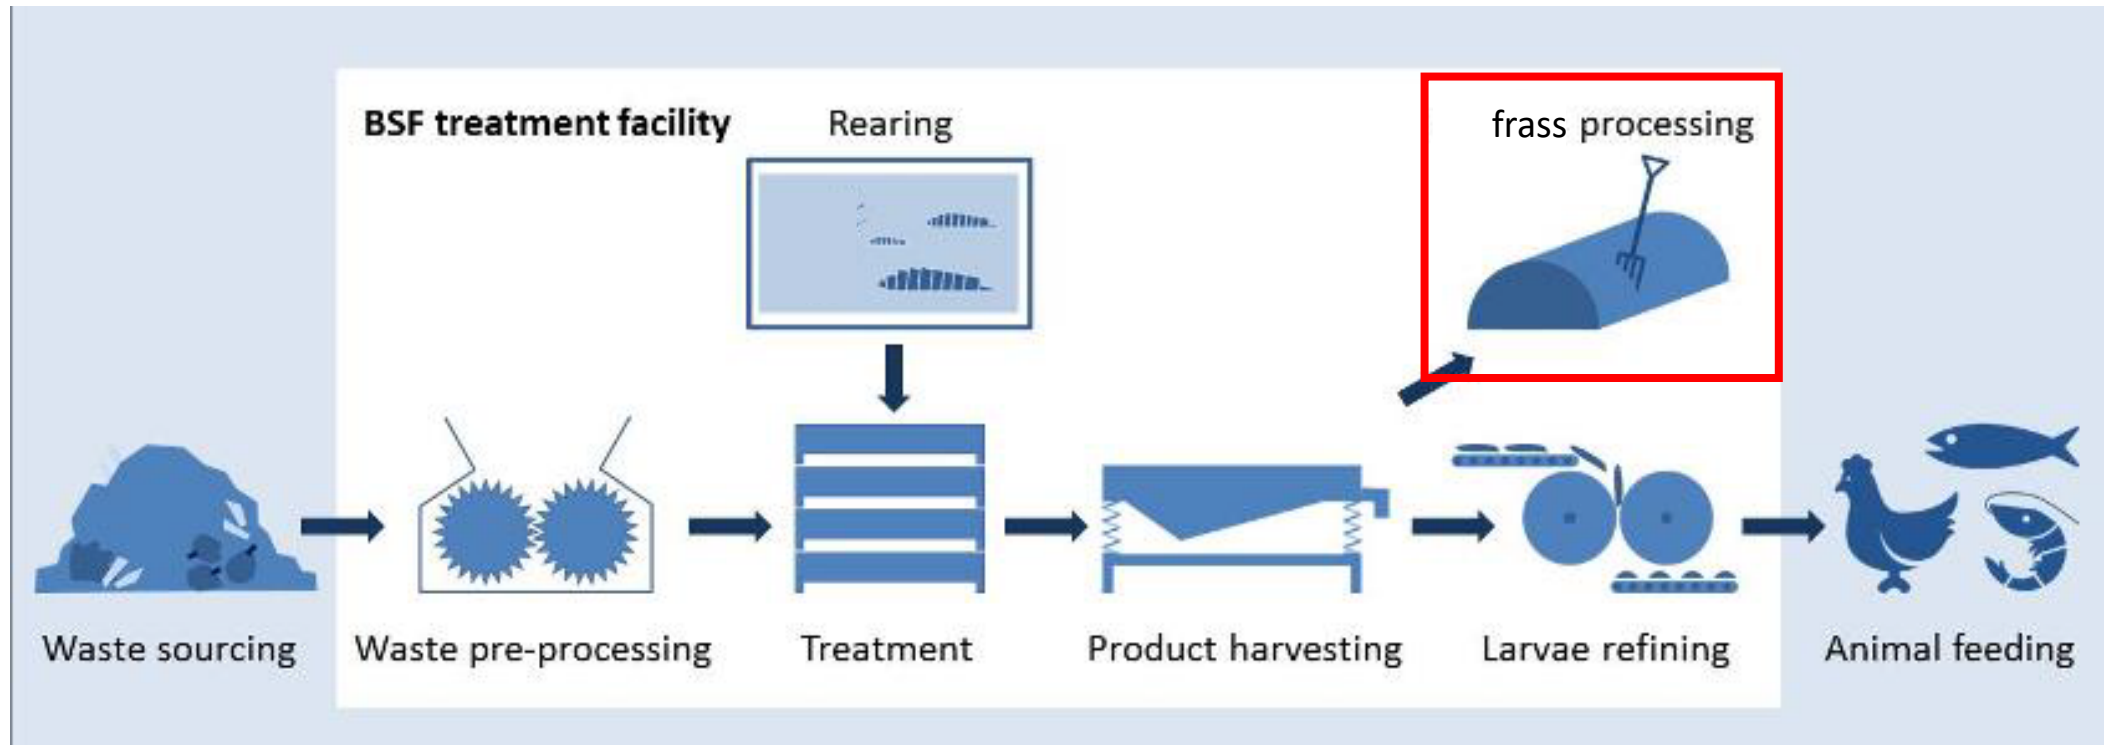 BSF treatment facility
Rearing
frass processing
Waste sourcing
Waste pre-processing
Treatment
Product harvesting
Larvae refining
Animal feeding